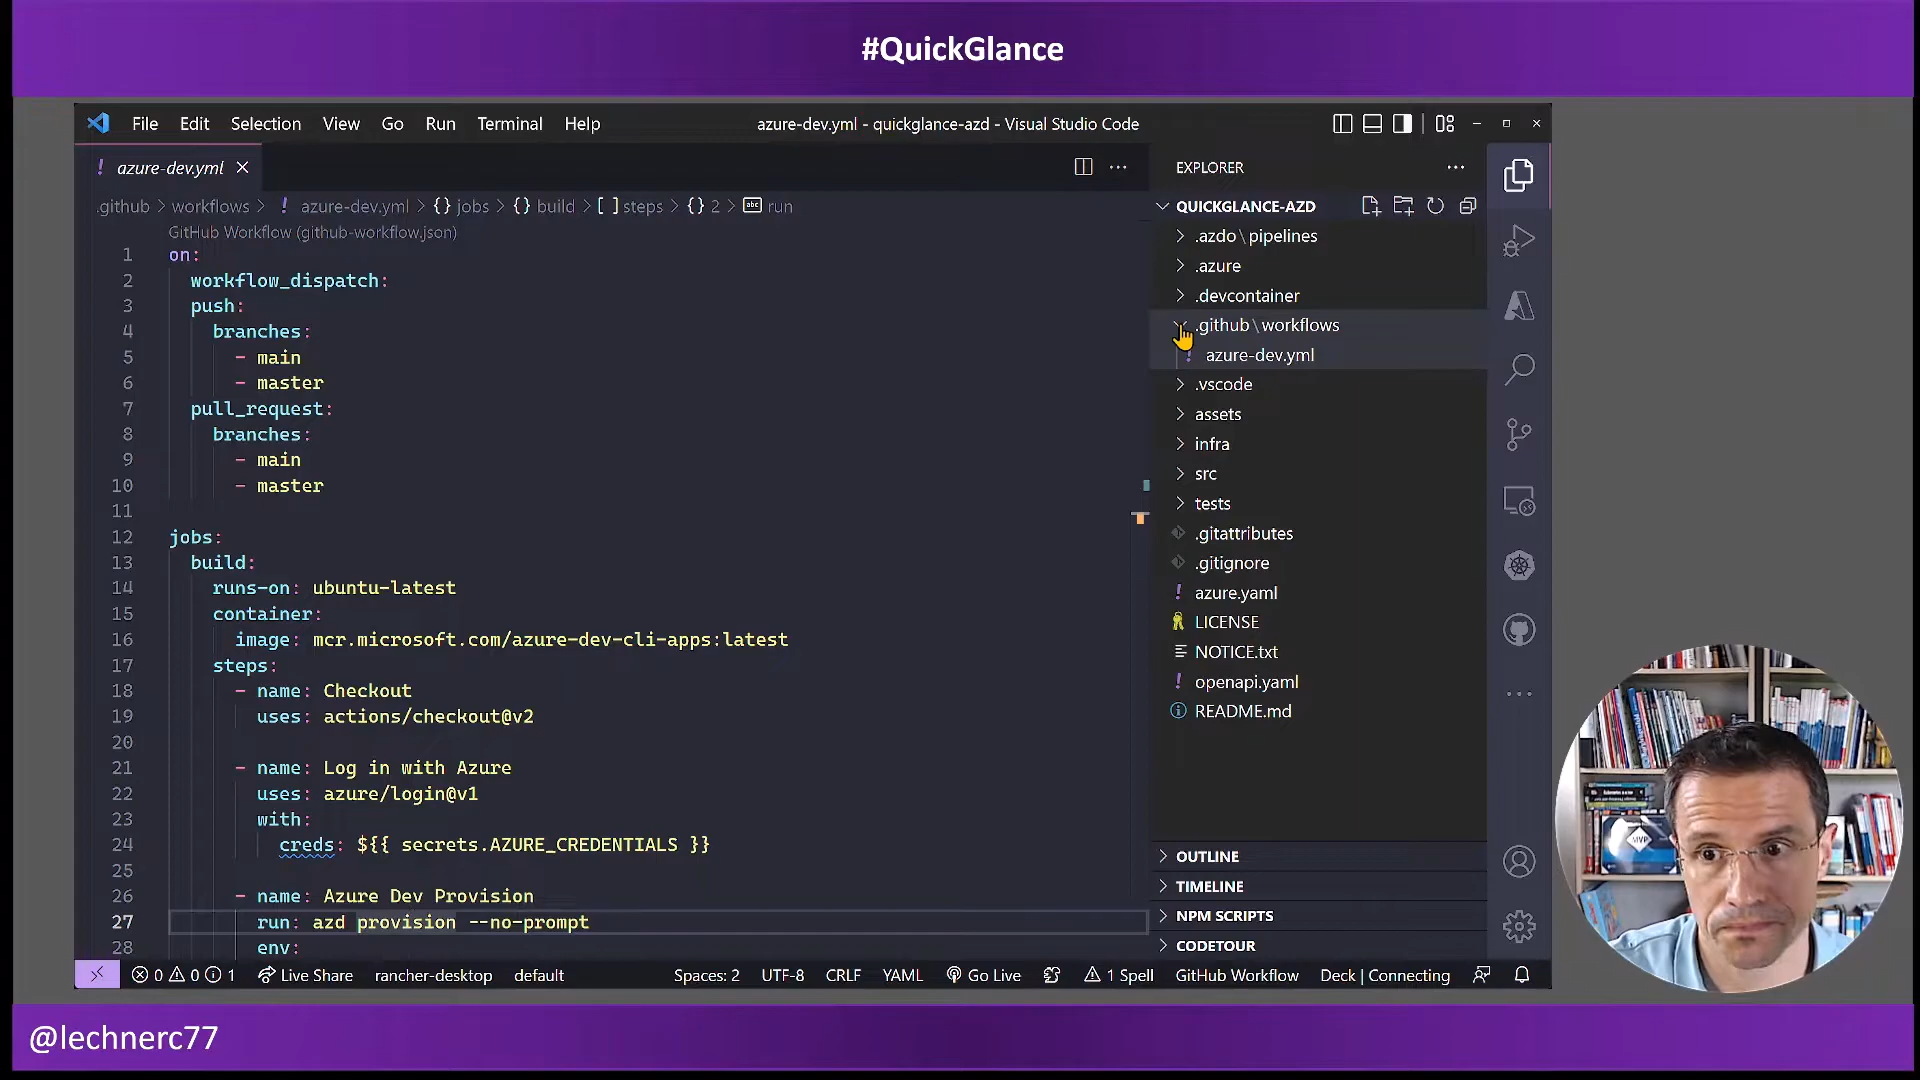 #QuickGlance
File Edit Selection View Go Run Terminal Help
azure-dev.yml - quickglance-azd - Visual Studio Code
! azure-dev.yml
.github > workflows > ! azure-dev.yml > {} jobs > {} build > [ ] steps > {} 2 > abc run
GitHub Workflow (github-workflow.json)
1 on:
2 workflow_dispatch:
3 push:
4 branches:
5 - main
6 - master
7 pull_request:
8 branches:
9 - main
10 - master
11
12 jobs:
13 build:
14 runs-on: ubuntu-latest
15 container:
16 image: mcr.microsoft.com/azure-dev-cli-apps:latest
17 steps:
18 - name: Checkout
19 uses: actions/checkout@v2
20
21 - name: Log in with Azure
22 uses: azure/login@v1
23 with:
24 creds: ${{ secrets.AZURE_CREDENTIALS }}
25
26 - name: Azure Dev Provision
27 run: azd provision --no-prompt
28 env:
EXPLORER
QUICKGLANCE-AZD
.azdo\pipelines
.azure
.devcontainer
.github\workflows
! azure-dev.yml
.vscode
assets
infra
src
tests
.gitattributes
.gitignore
! azure.yaml
LICENSE
NOTICE.txt
! openapi.yaml
README.md
OUTLINE
TIMELINE
NPM SCRIPTS
CODETOUR
0 0 1 Live Share rancher-desktop default
Spaces: 2 UTF-8 CRLF YAML Go Live 1 Spell GitHub Workflow Deck | Connecting
MVP
@lechnerc77